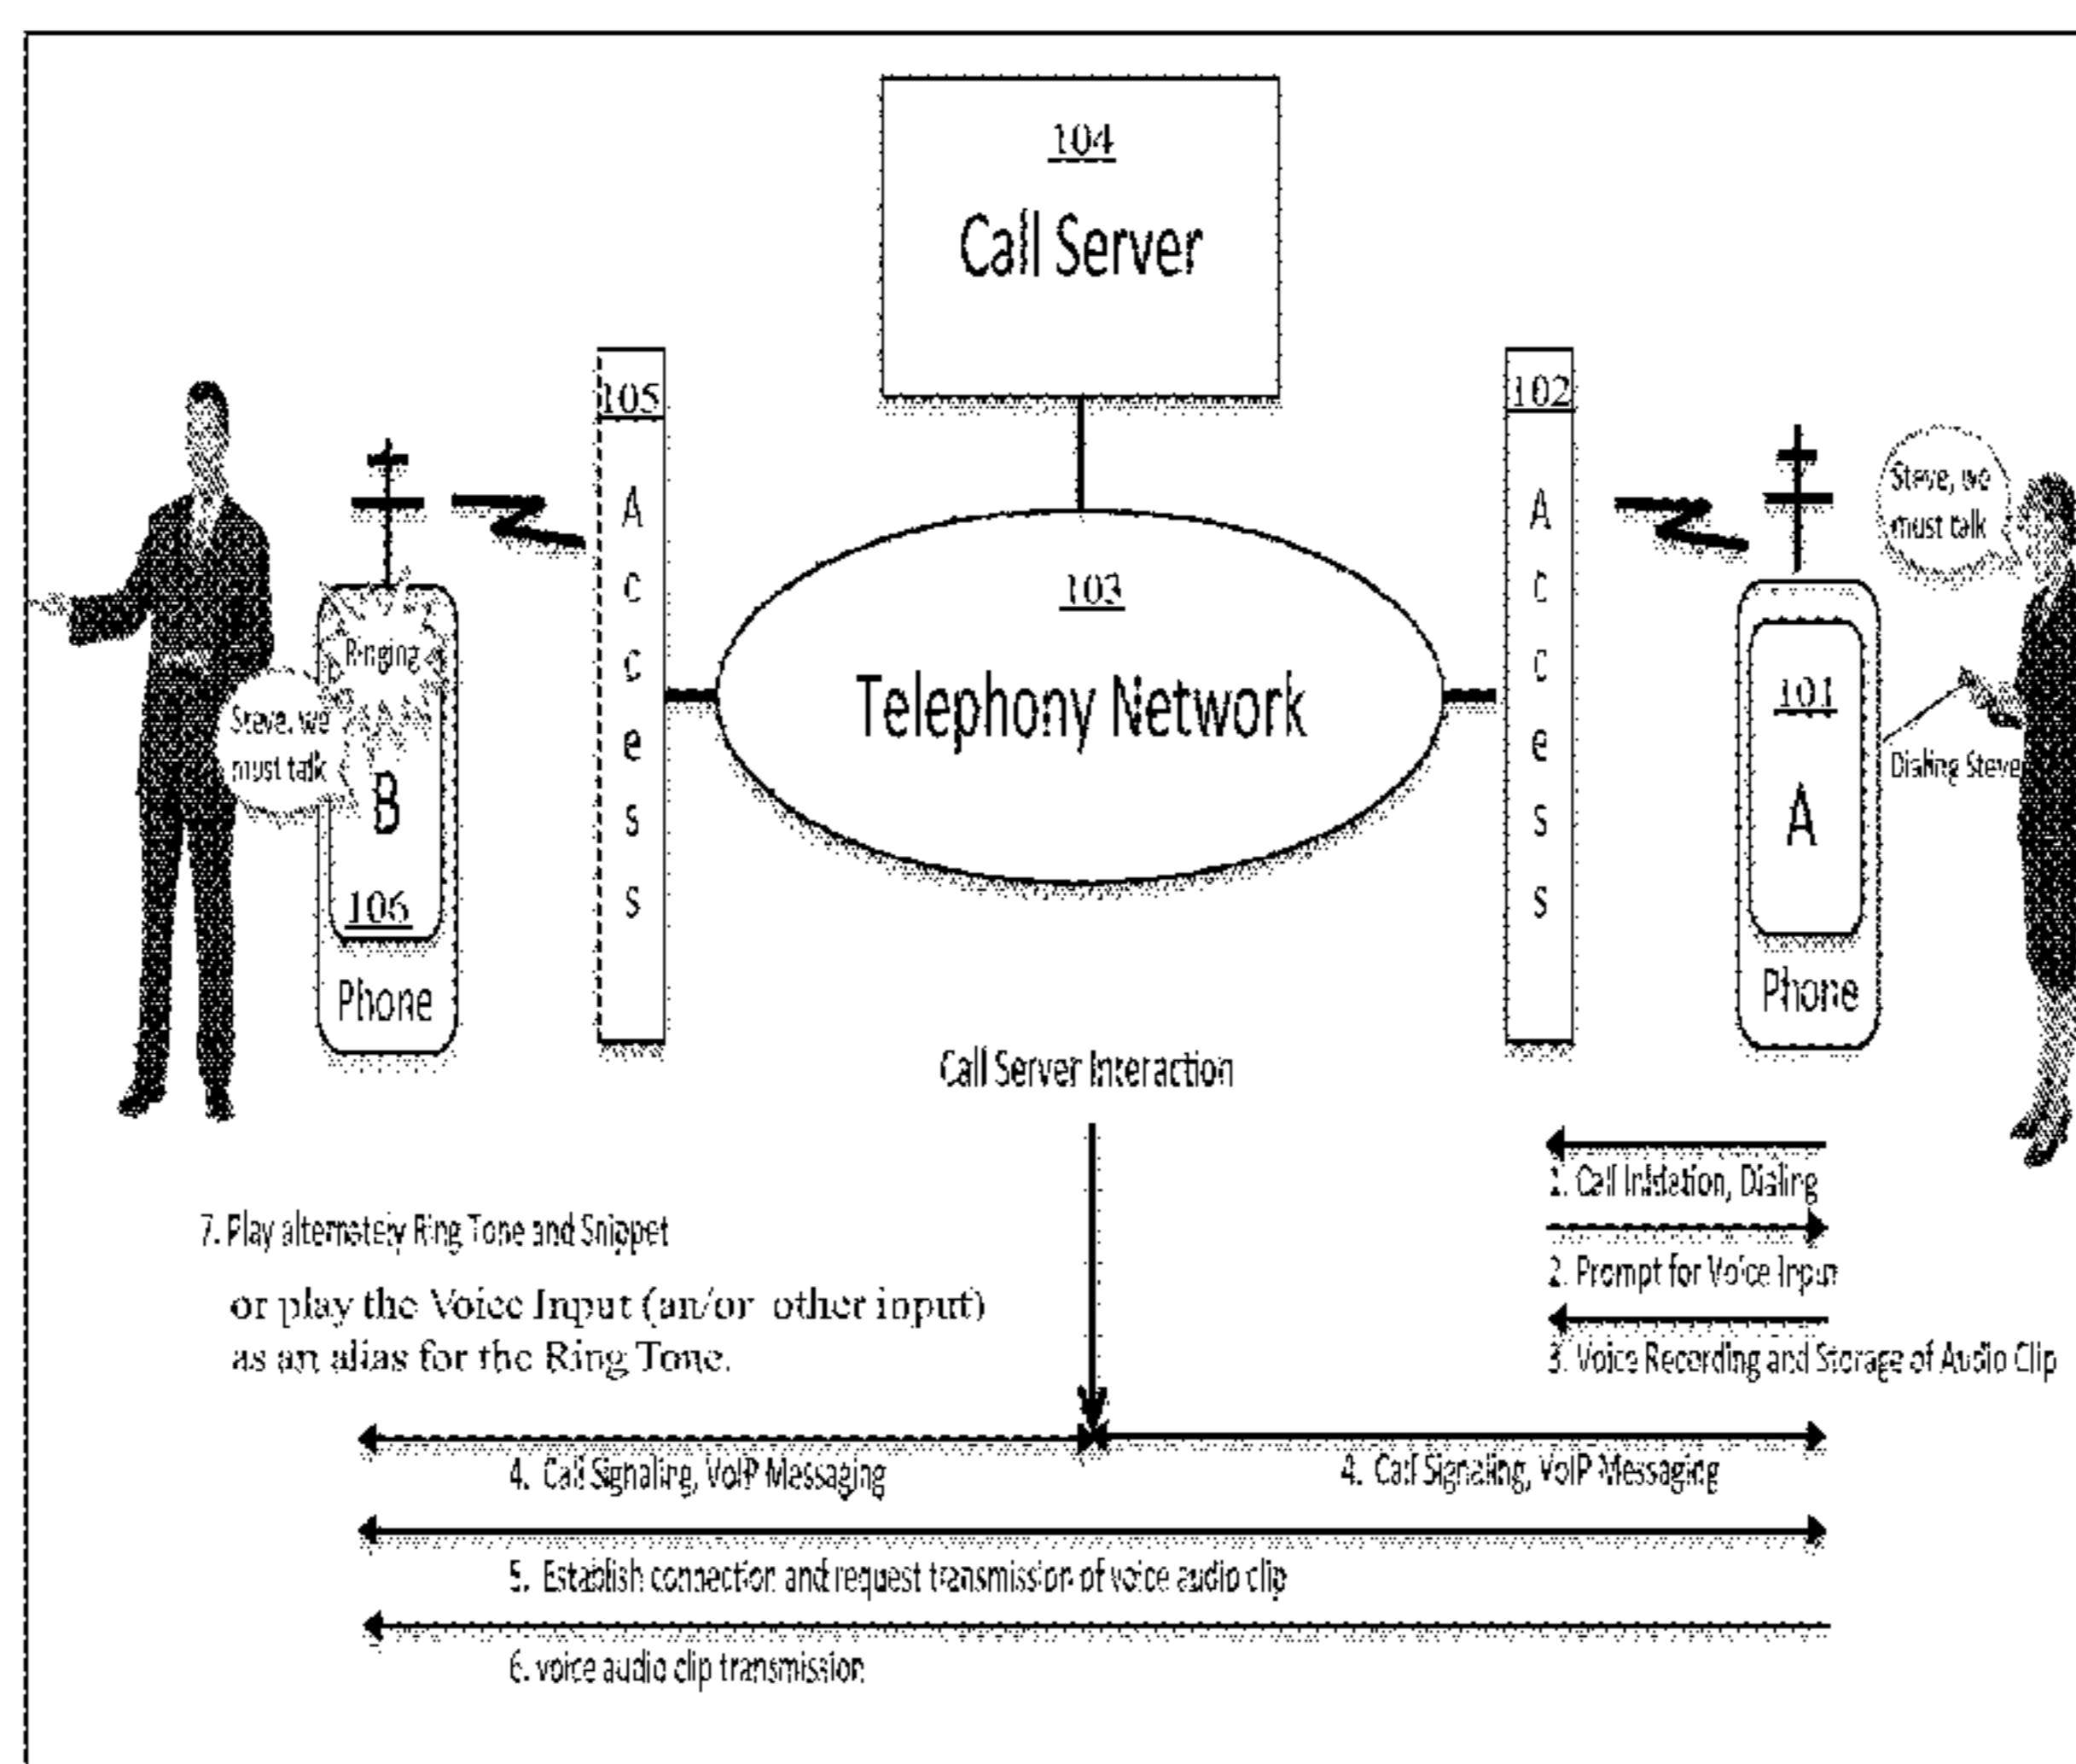 104
Call Server
105
102
A
c
c
e
s
s
A
c
c
e
s
s
Steve, we
must talk
103
Telephony Network
Ringing
Steve, we
must talk
B
106
Phone
101
A
Phone
Dialing Steve
Call Server Interaction
1. Call Initiation, Dialing
2. Prompt for Voice Input
3. Voice Recording and Storage of Audio Clip
7. Play alternately Ring Tone and Snippet
or play the Voice Input (an/or other input)
as an alias for the Ring Tone.
4. Call Signaling, VoIP Messaging
4. Call Signaling, VoIP Messaging
5. Establish connection and request transmission of voice audio clip
6. voice audio clip transmission